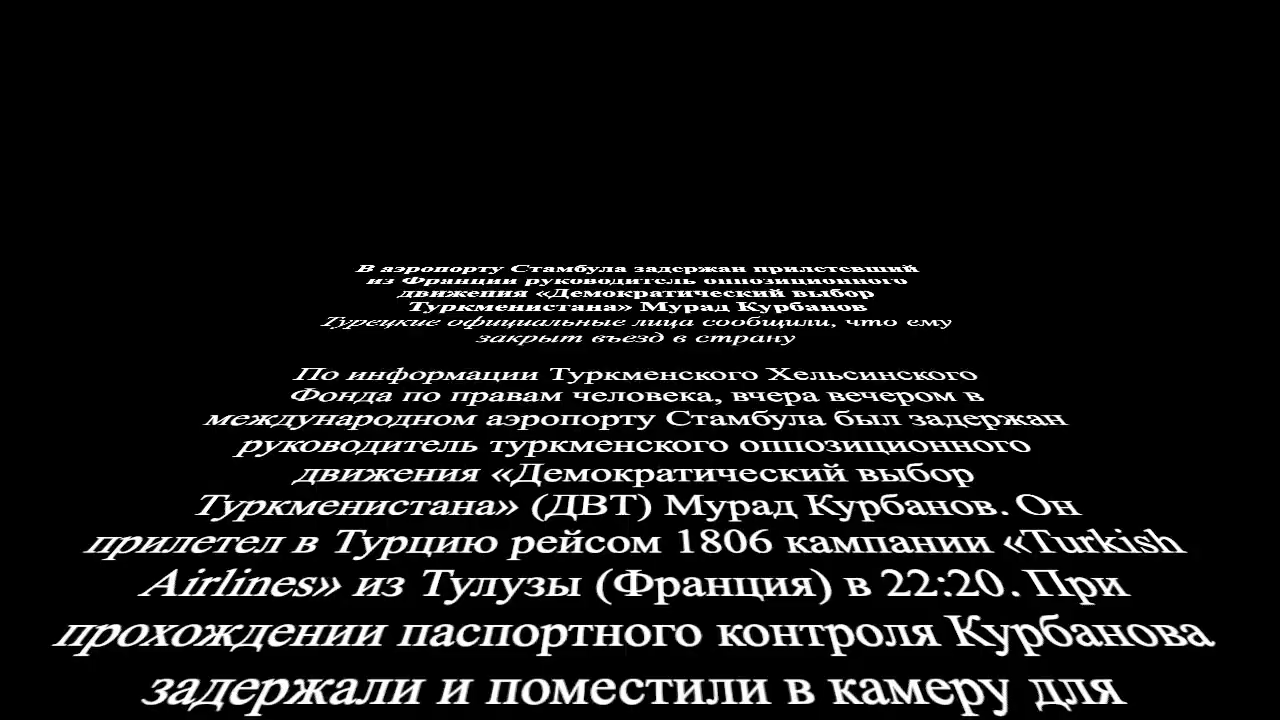 В аэропорту Стамбула задержан прилетевший
из Франции руководитель оппозиционного
движения «Демократический выбор
Туркменистана» Мурад Курбанов
Турецкие официальные лица сообщили, что ему
закрыт въезд в страну
По информации Туркменского Хельсинского
Фонда по правам человека, вчера вечером в
международном аэропорту Стамбула был задержан
руководитель туркменского оппозиционного
движения «Демократический выбор
Туркменистана» (ДВТ) Мурад Курбанов. Он
прилетел в Турцию рейсом 1806 кампании «Turkish
Airlines» из Тулузы (Франция) в 22:20. При
прохождении паспортного контроля Курбанова
задержали и поместили в камеру для